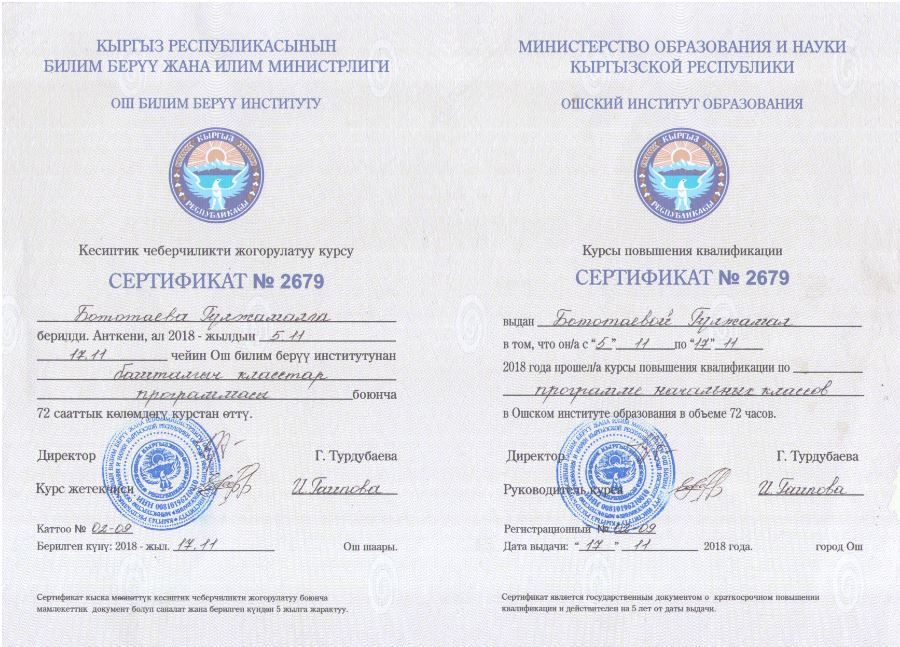 КЫРГЫЗ РЕСПУБЛИКАСЫНЫН
БИЛИМ БЕРҮҮ ЖАНА ИЛИМ МИНИСТРЛИГИ
ОШ БИЛИМ БЕРҮҮ ИНСТИТУТУ
КЫРГЫЗ
РЕСПУБЛИКАСЫ
Кесиптик чеберчиликти жогорулатуу курсу
СЕРТИФИКАТ № 2679
Бототаева Гулжамалга
берилди. Анткени, ал 2018 - жылдын 5.11
17.11 чейин Ош билим берүү институтунан
башталгыч класстар
программасы боюнча
72 сааттык көлөмдөгү курстан өттү.
Директор Г. Турдубаева
Курс жетекчиси И Гаипова
Каттоо № 02-09
Берилген күнү: 2018 - жыл. 17.11 Ош шаары.
Сертификат кыска мөөнөттүк кесиптик чеберчиликти жогорулатуу боюнча
мамлекеттик документ болуп саналат жана берилген күндөн 5 жылга жарактуу.
МИНИСТЕРСТВО ОБРАЗОВАНИЯ И НАУКИ
КЫРГЫЗСКОЙ РЕСПУБЛИКИ
ОШСКИЙ ИНСТИТУТ ОБРАЗОВАНИЯ
КЫРГЫЗ
РЕСПУБЛИКАСЫ
Курсы повышения квалификации
СЕРТИФИКАТ № 2679
выдан Бототаевой Гулжамал
в том, что он/а с “5” 11 по “17” 11
2018 года прошел/а курсы повышения квалификации по
программе начальных классов
в Ошском институте образования в объеме 72 часов.
Директор Г. Турдубаева
Руководитель курса И Гаипова
Регистрационный № 02-09
Дата выдачи: “17” 11 2018 года. город Ош
Сертификат является государственным документом о краткосрочном повышении
квалификации и действителен на 5 лет от даты выдачи.